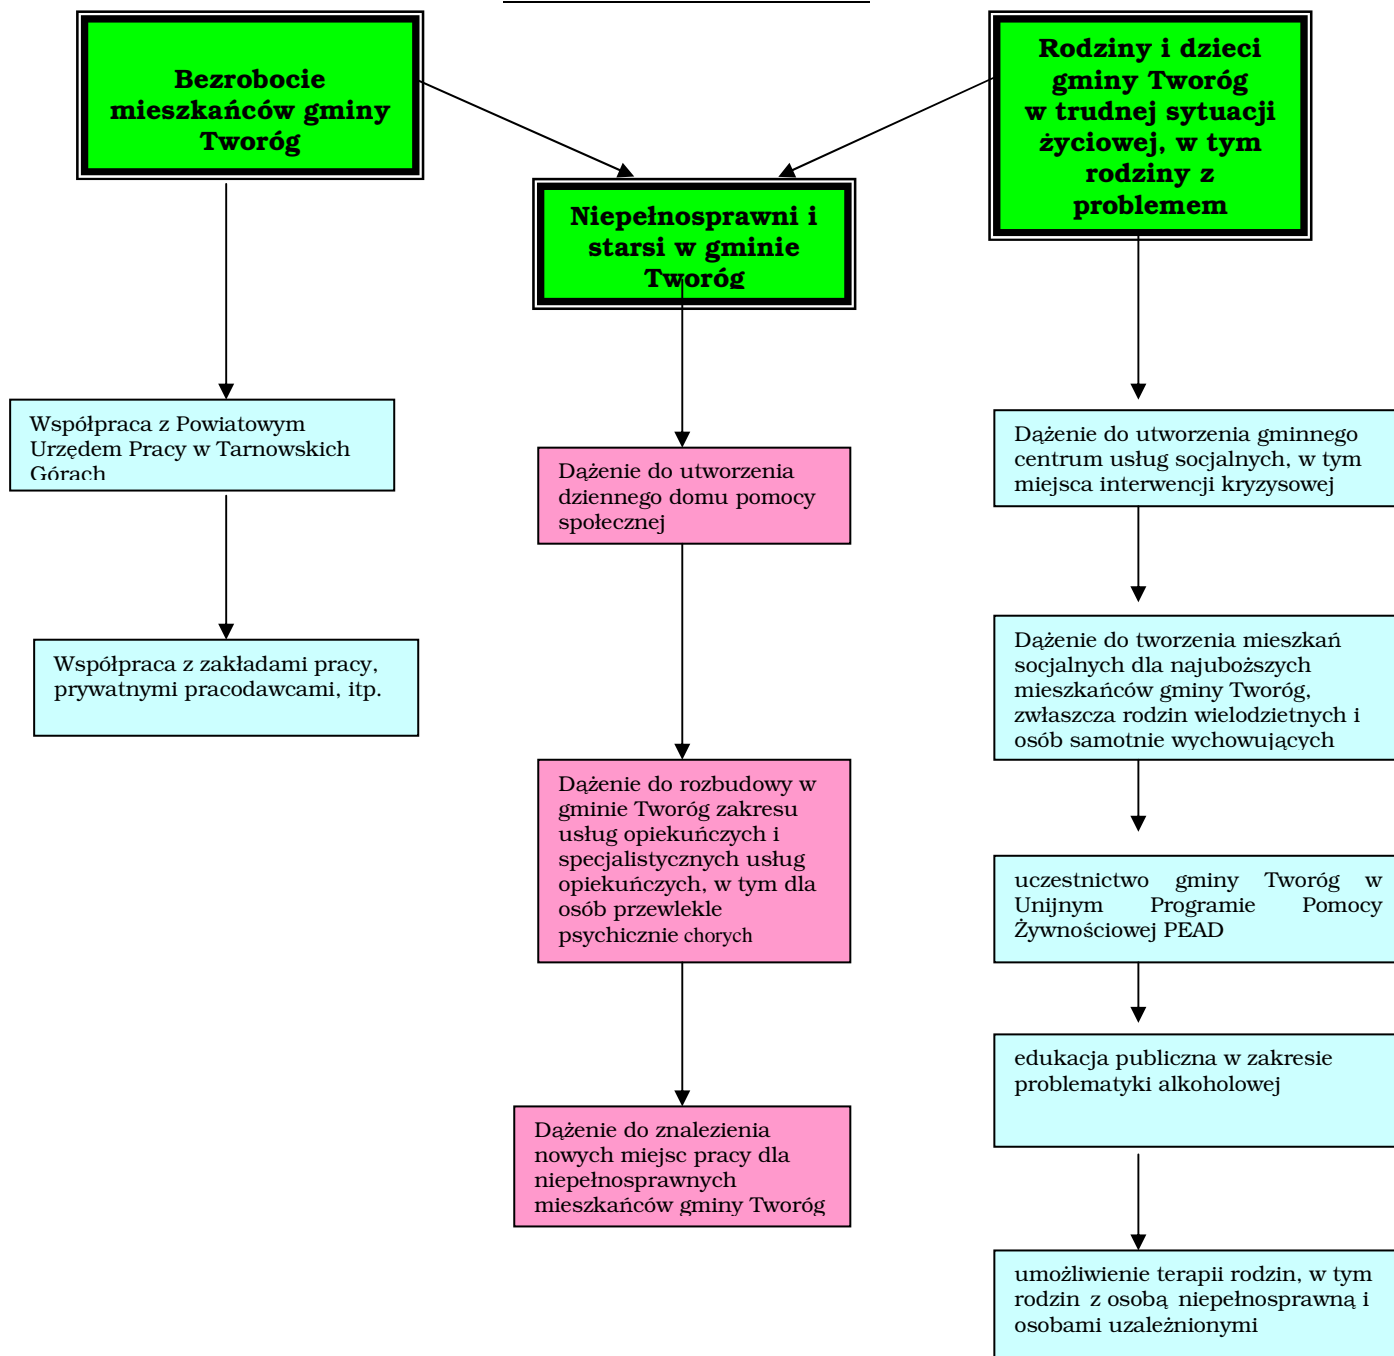 Bezrobocie
mieszkańców gminy
Tworóg
Niepełnosprawni i
starsi w gminie
Tworóg
Rodziny i dzieci
gminy Tworóg
w trudnej sytuacji
życiowej, w tym
rodziny z
problemem
Współpraca z Powiatowym
Urzędem Pracy w Tarnowskich
Górach
Współpraca z zakładami pracy,
prywatnymi pracodawcami, itp.
Dążenie do utworzenia
dziennego domu pomocy
społecznej
Dążenie do rozbudowy w
gminie Tworóg zakresu
usług opiekuńczych i
specjalistycznych usług
opiekuńczych, w tym dla
osób przewlekle
psychicznie chorych
Dążenie do znalezienia
nowych miejsc pracy dla
niepełnosprawnych
mieszkańców gminy Tworóg
Dążenie do utworzenia gminnego
centrum usług socjalnych, w tym
miejsca interwencji kryzysowej
Dążenie do tworzenia mieszkań
socjalnych dla najuboższych
mieszkańców gminy Tworóg,
zwłaszcza rodzin wielodzietnych i
osób samotnie wychowujących
uczestnictwo gminy Tworóg w
Unijnym Programie Pomocy
Żywnościowej PEAD
edukacja publiczna w zakresie
problematyki alkoholowej
umożliwienie terapii rodzin, w tym
rodzin z osobą niepełnosprawną i
osobami uzależnionymi